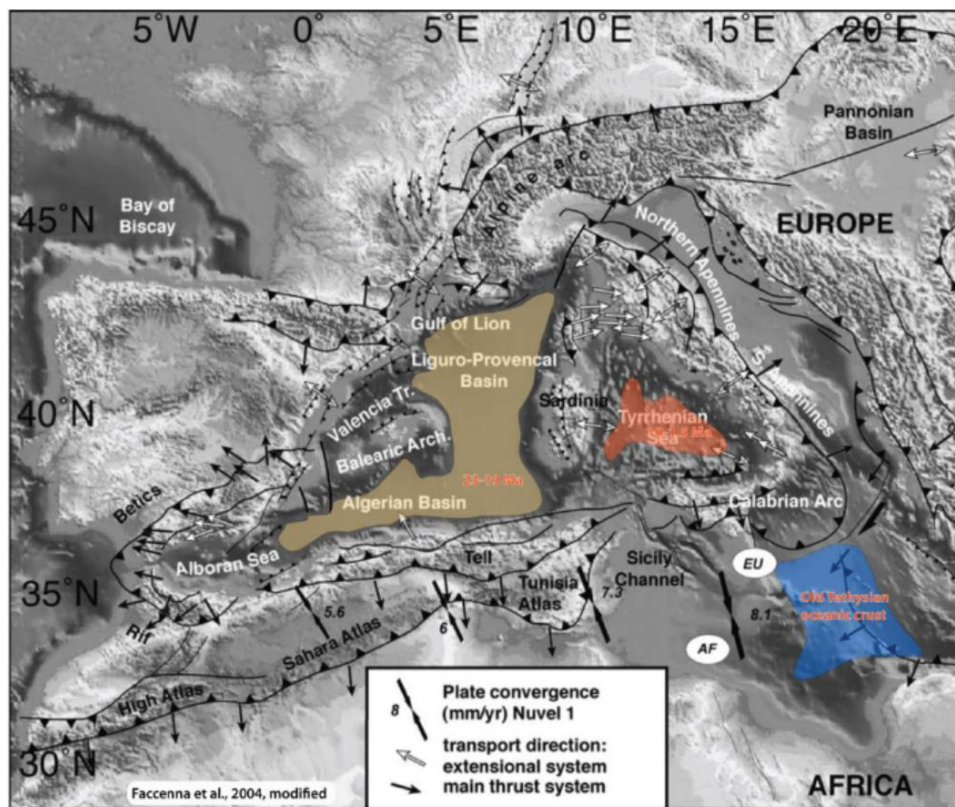 5˚W 0˚ 5˚E 10˚E 15˚E 20˚E
Pannonian
Basin
Alpine arc
45˚N
Bay of
Biscay
EUROPE
Northern Apennines
Gulf of Lion
Liguro-Provencal
Basin
40˚N
Valencia Tr.
Sardinia
Tyrrhenian
Sea
S. Apennines
Balearic Arch.
23-19 Ma
Betics
Algerian Basin
Calabrian Arc
Alboran Sea
Tell
Sicily
Channel
EU
35˚N
Tunisia
Atlas
7.3
Old Tethysian
oceanic crust
8.1
Rif
5.6
6
Sahara Atlas
AF
High Atlas
30˚N
8
Plate convergence
(mm/yr) Nuvel 1
transport direction:
extensional system
main thrust system
Faccenna et al., 2004, modified
AFRICA